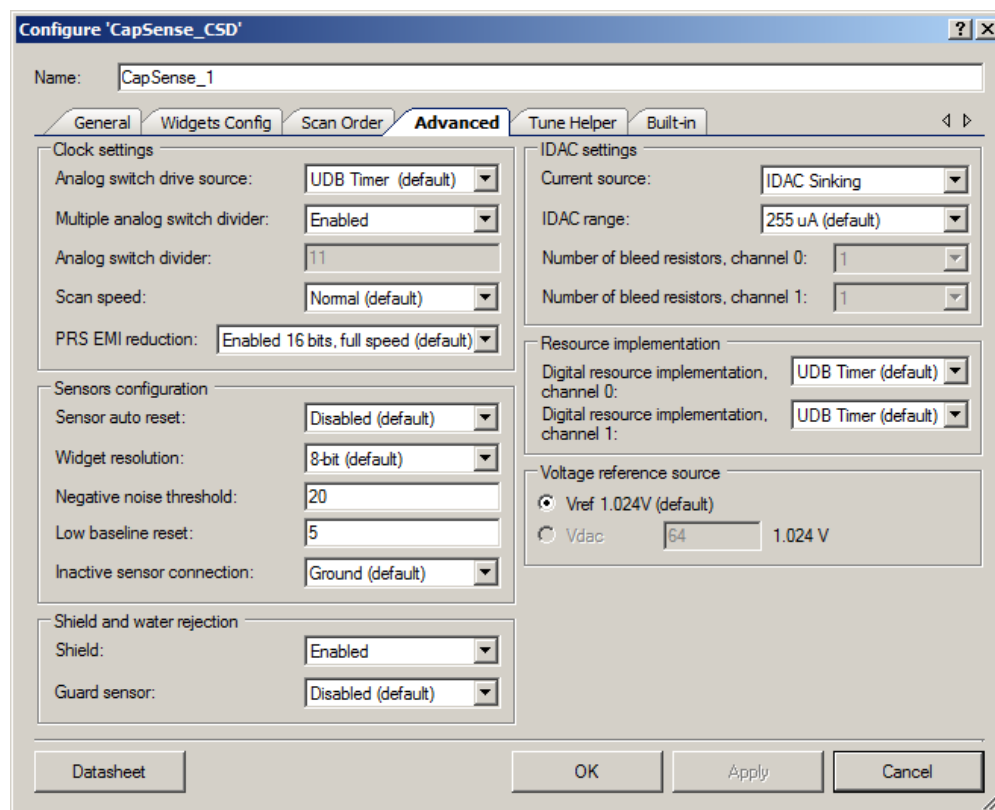 Configure 'CapSense_CSD'
Name: CapSense_1
General Widgets Config Scan Order Advanced Tune Helper Built-in
Clock settings
Analog switch drive source: UDB Timer (default)
Multiple analog switch divider: Enabled
Analog switch divider: 11
Scan speed: Normal (default)
PRS EMI reduction: Enabled 16 bits, full speed (default)
Sensors configuration
Sensor auto reset: Disabled (default)
Widget resolution: 8-bit (default)
Negative noise threshold: 20
Low baseline reset: 5
Inactive sensor connection: Ground (default)
Shield and water rejection
Shield: Enabled
Guard sensor: Disabled (default)
IDAC settings
Current source: IDAC Sinking
IDAC range: 255 uA (default)
Number of bleed resistors, channel 0: 1
Number of bleed resistors, channel 1: 1
Resource implementation
Digital resource implementation, UDB Timer (default)
channel 0:
Digital resource implementation, UDB Timer (default)
channel 1:
Voltage reference source
Vref 1.024V (default)
Vdac 64 1.024 V
Datasheet OK Apply Cancel